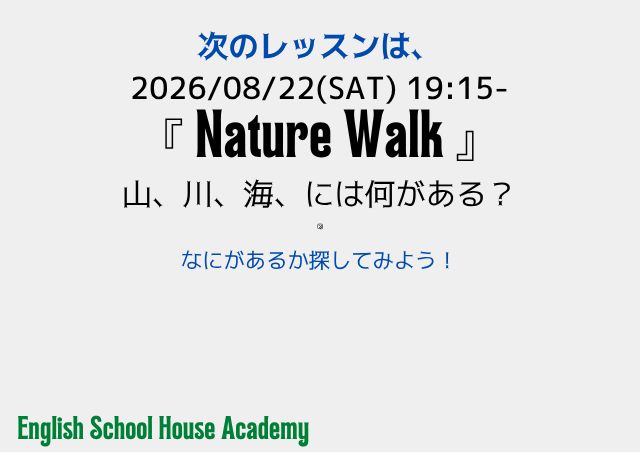 次のレッスンは、
2026/08/22(SAT) 19:15-
『 Nature Walk 』
山、川、海、には何がある？
なにがあるか探してみよう！
English School House Academy